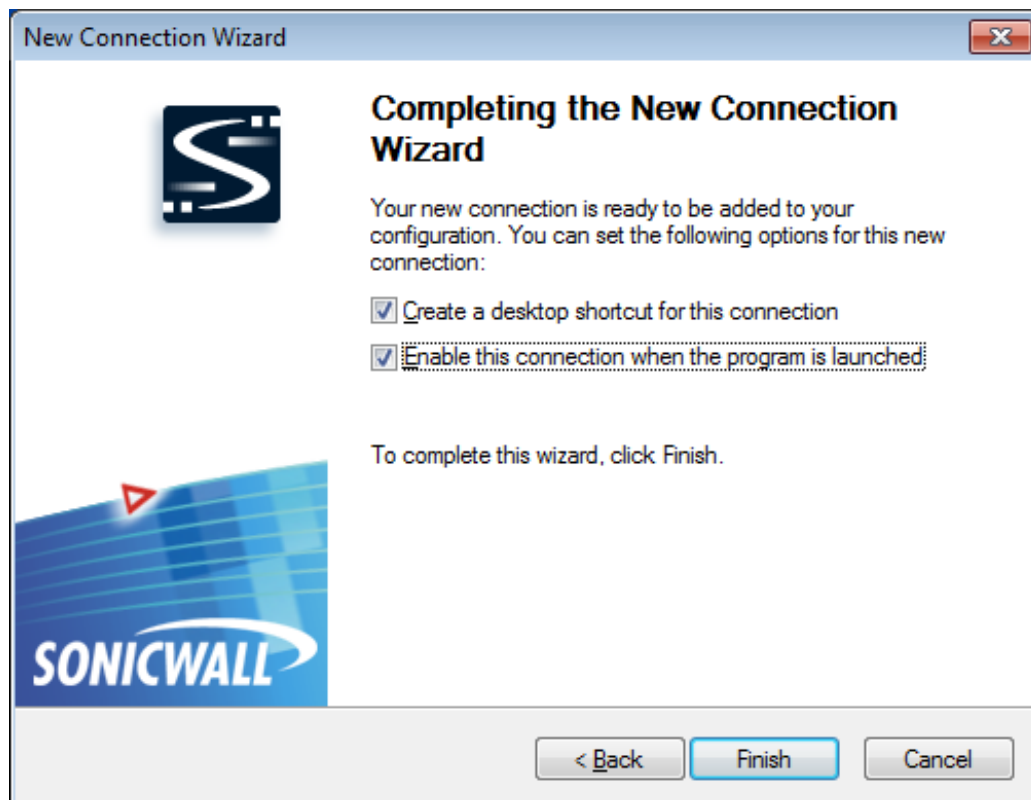 New Connection Wizard
Completing the New Connection
Wizard
Your new connection is ready to be added to your
configuration. You can set the following options for this new
connection:
Create a desktop shortcut for this connection
Enable this connection when the program is launched
To complete this wizard, click Finish.
SONICWALL
< Back
Finish
Cancel